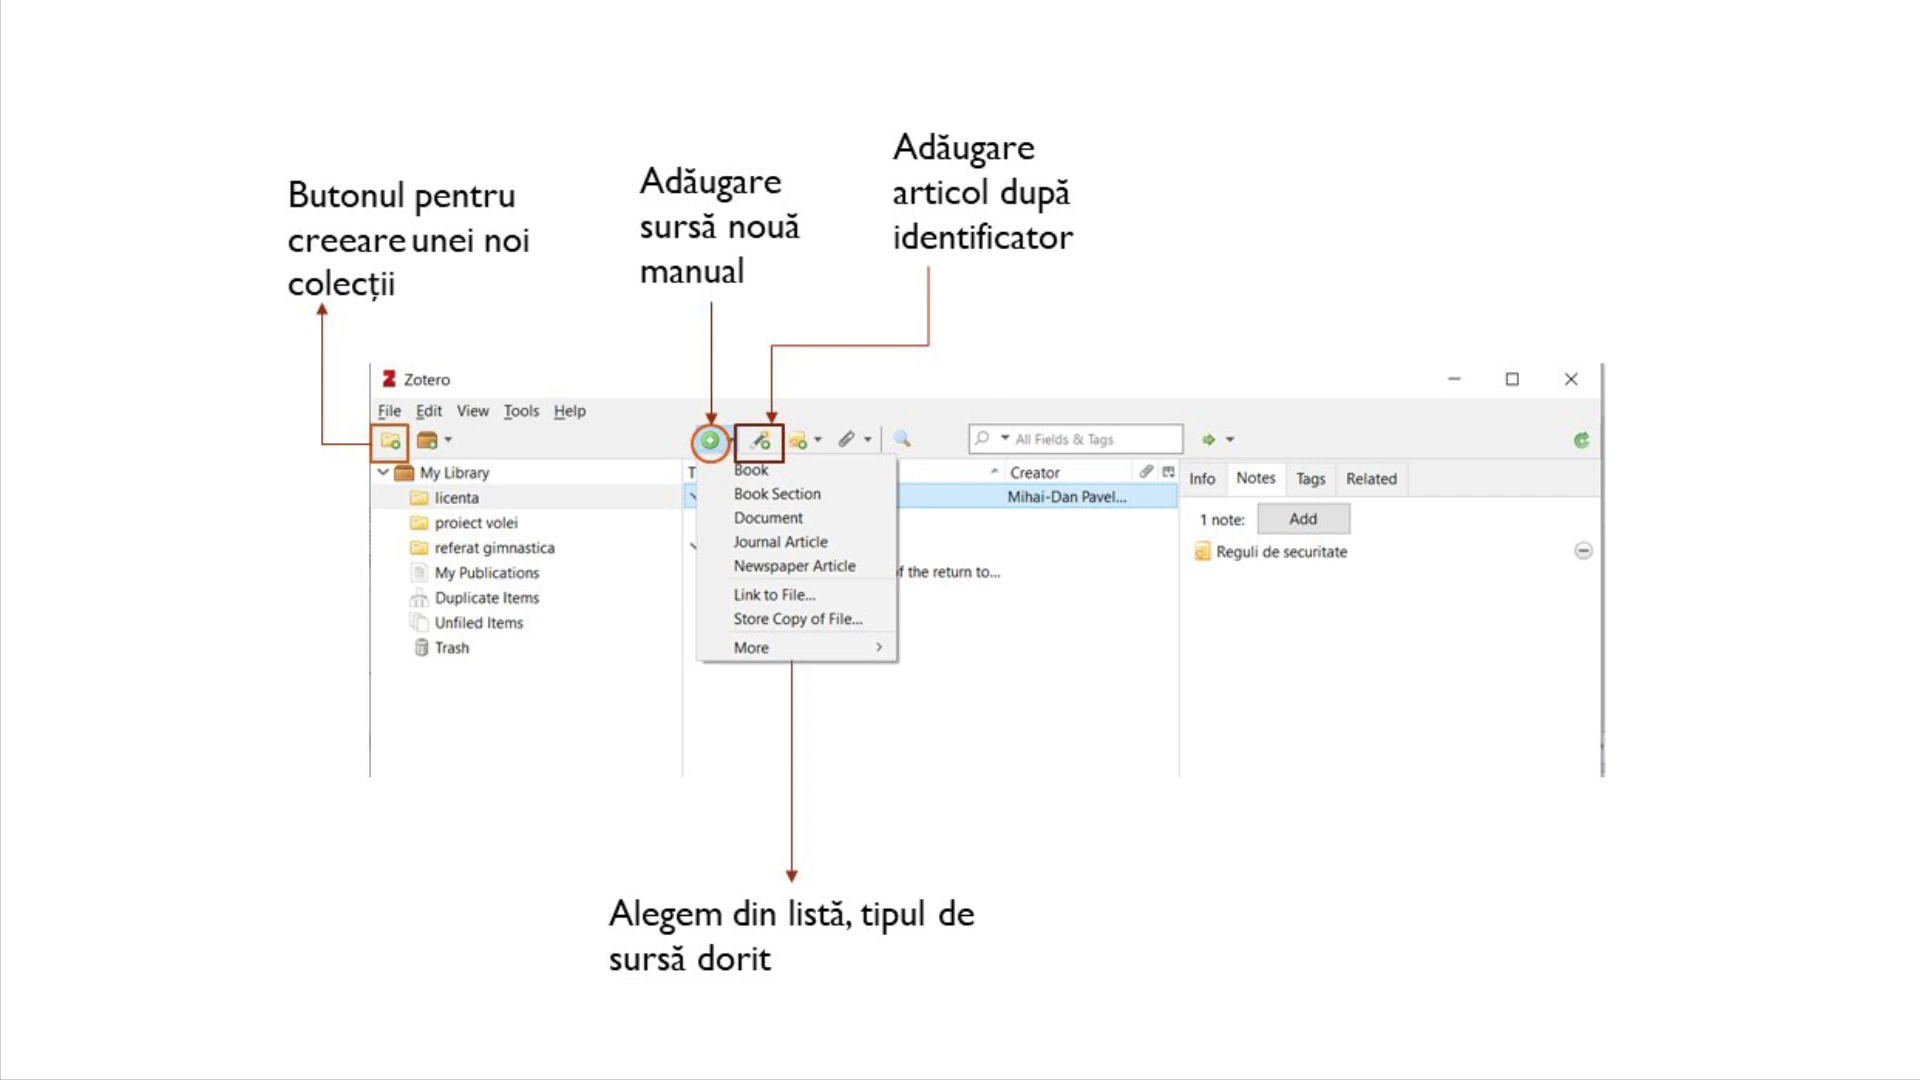 Adăugare
articol după
identificator
Adăugare
sursă nouă
manual
Butonul pentru
creeare unei noi
colecții
Zotero
File Edit View Tools Help
All Fields & Tags
My Library
licenta
proiect volei
referat gimnastica
My Publications
Duplicate Items
Unfiled Items
Trash
T
Creator
Mihai-Dan Pavel...
f the return to...
Book
Book Section
Document
Journal Article
Newspaper Article
Link to File...
Store Copy of File...
More
Info Notes Tags Related
1 note: Add
Reguli de securitate
Alegem din listă, tipul de
sursă dorit